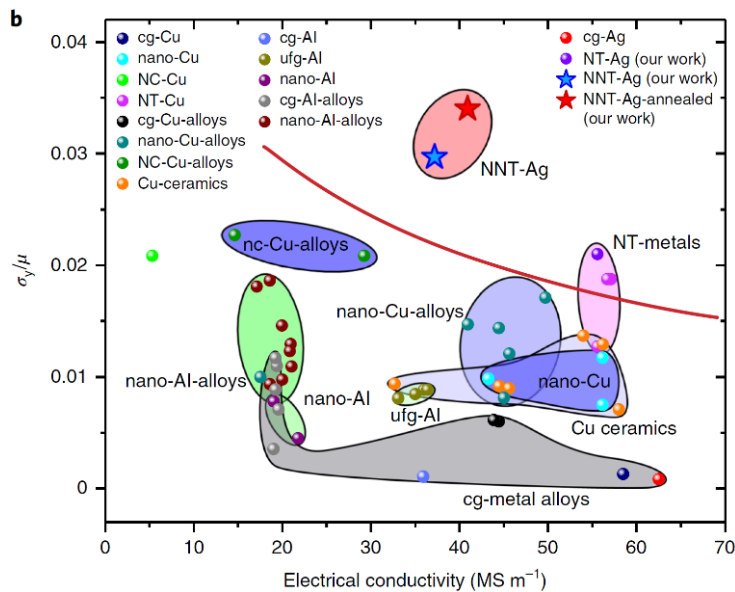 b
cg-Cu
nano-Cu
NC-Cu
NT-Cu
cg-Cu-alloys
nano-Cu-alloys
NC-Cu-alloys
Cu-ceramics
cg-Al
ufg-Al
nano-Al
cg-Al-alloys
nano-Al-alloys
cg-Ag
NT-Ag (our work)
NNT-Ag (our work)
NNT-Ag-annealed
(our work)
0.04
0.03
0.02
0.01
0
σy/μ
NNT-Ag
nc-Cu-alloys
NT-metals
nano-Cu-alloys
nano-Al-alloys
nano-Al
nano-Cu
ufg-Al
Cu ceramics
cg-metal alloys
0 10 20 30 40 50 60 70
Electrical conductivity (MS m⁻¹)